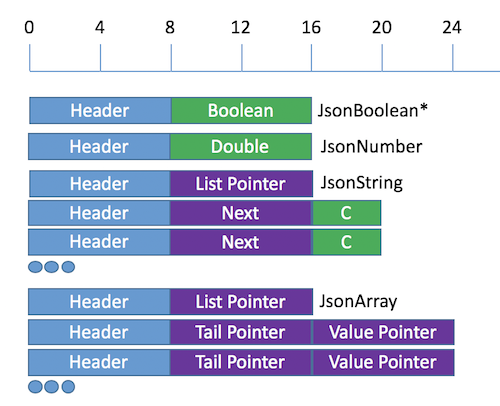 0 4 8 12 16 20 24
Header Boolean JsonBoolean*
Header Double JsonNumber
Header List Pointer JsonString
Header Next C
Header Next C
Header List Pointer JsonArray
Header Tail Pointer Value Pointer
Header Tail Pointer Value Pointer